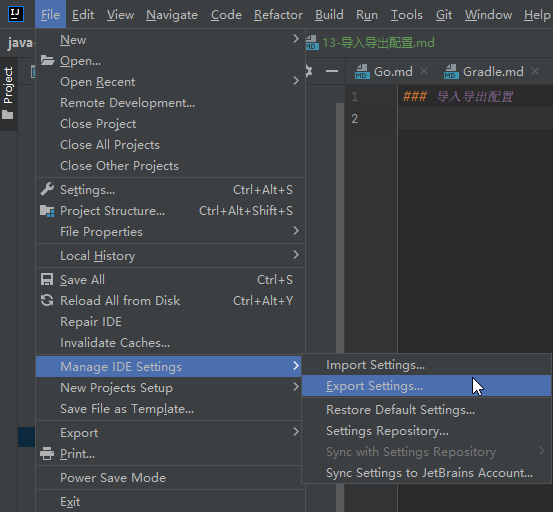 IJ File Edit View Navigate Code Refactor Build Run Tools Git Window Help
java-
13-导入导出配置.md
Project
Go.md
Gradle.md
1 ### 导入导出配置
2
New
Open...
Open Recent
Remote Development...
Close Project
Close All Projects
Close Other Projects
Settings... Ctrl+Alt+S
Project Structure... Ctrl+Alt+Shift+S
File Properties
Local History
Save All Ctrl+S
Reload All from Disk Ctrl+Alt+Y
Repair IDE
Invalidate Caches...
Manage IDE Settings
New Projects Setup
Save File as Template...
Export
Print...
Power Save Mode
Exit
Import Settings...
Export Settings...
Restore Default Settings...
Settings Repository...
Sync with Settings Repository
Sync Settings to JetBrains Account...